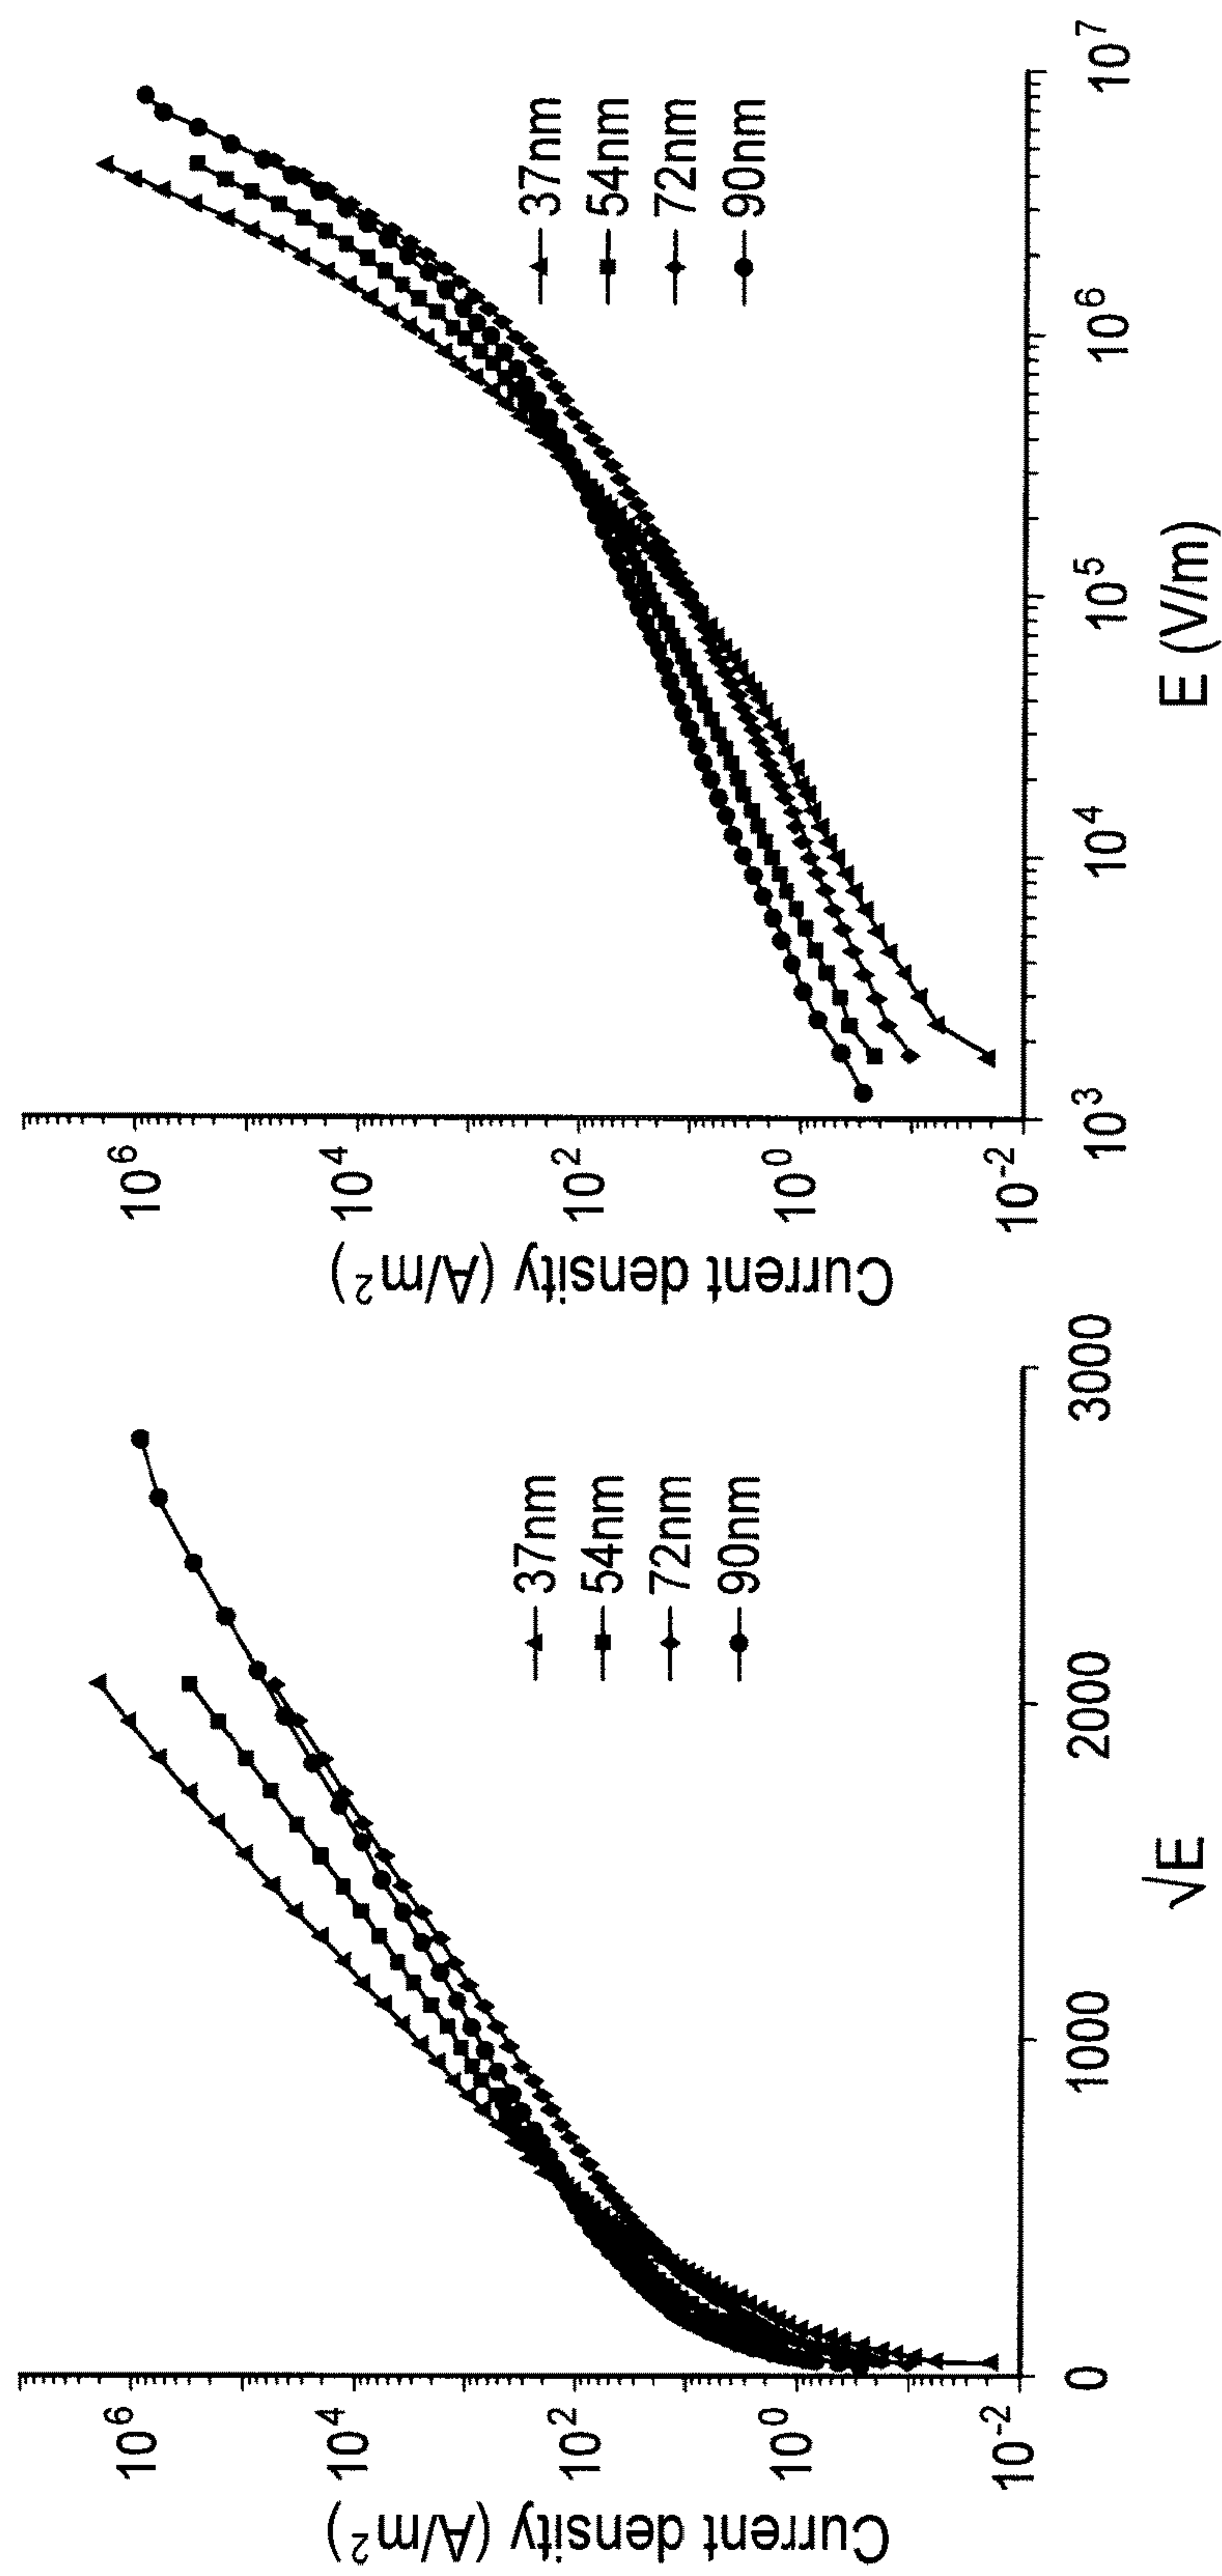 Current density (A/m²)
10⁶
10⁴
10²
10⁰
10⁻²
0
1000
2000
3000
√E
37nm
54nm
72nm
90nm
Current density (A/m²)
10⁶
10⁴
10²
10⁰
10⁻²
10³
10⁴
10⁵
10⁶
10⁷
E (V/m)
37nm
54nm
72nm
90nm